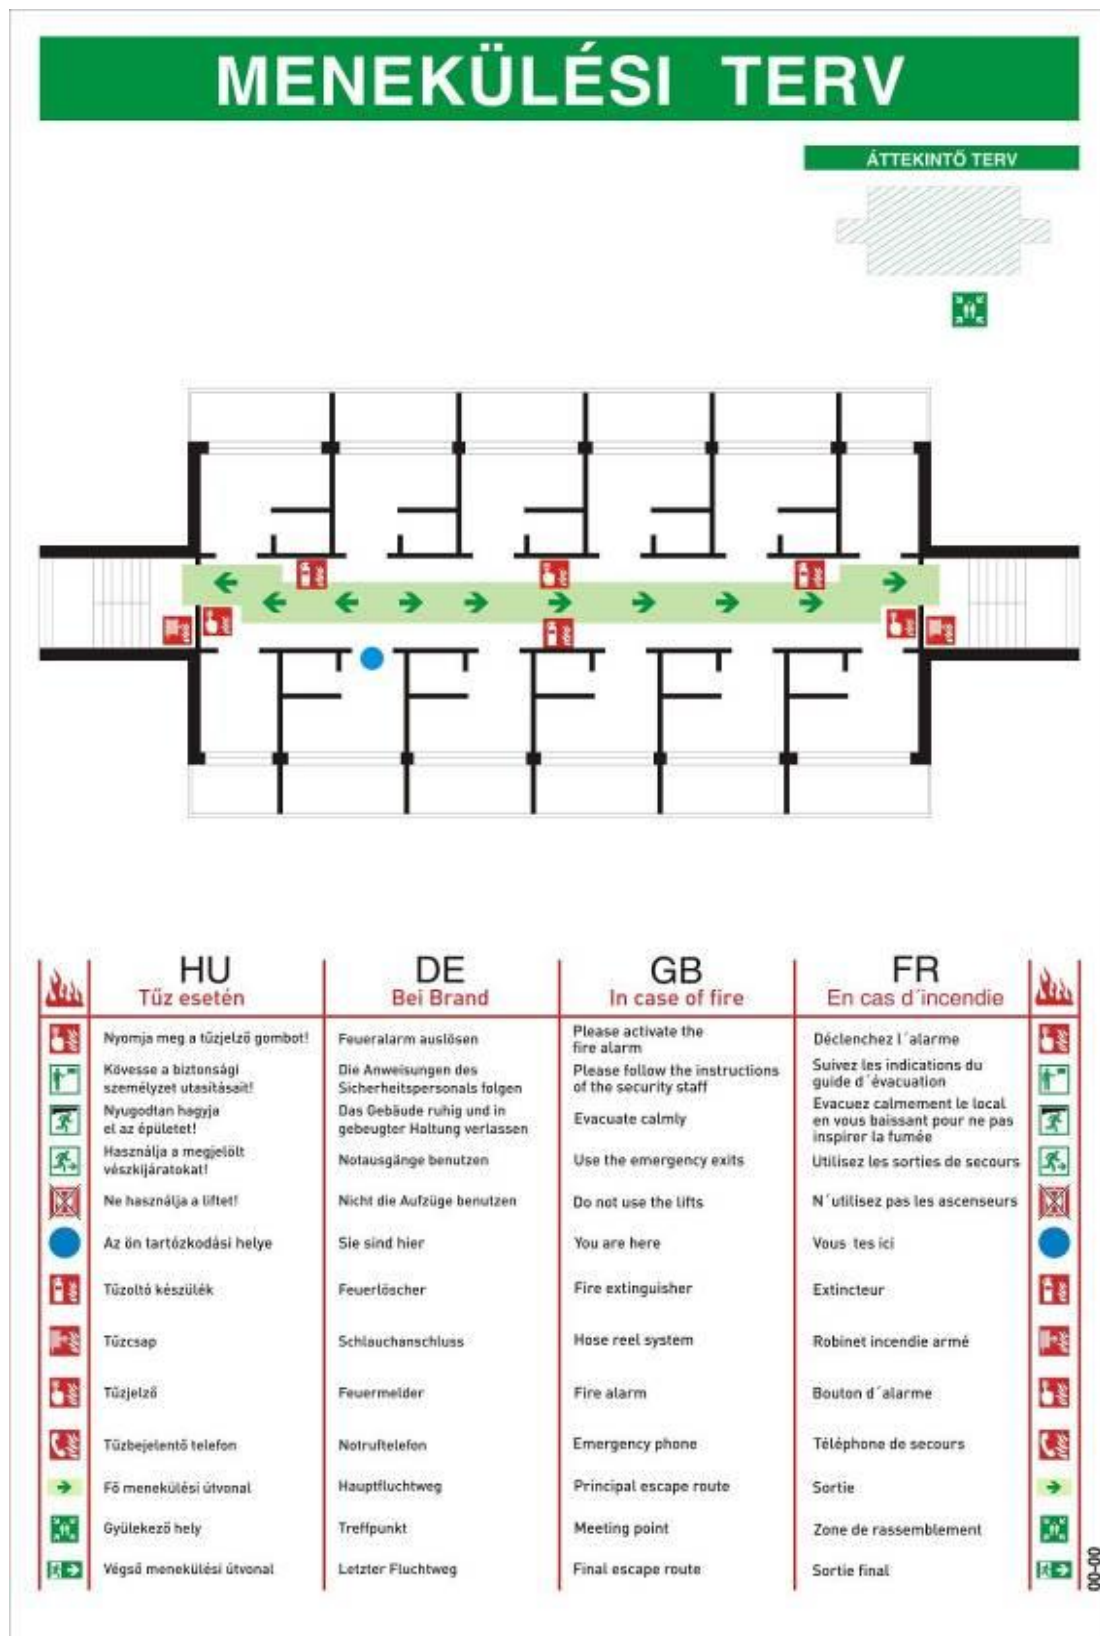 MENEKÜLÉSI TERV
ÁTTEKINTŐ TERV
HU
Tűz esetén
DE
Bei Brand
GB
In case of fire
FR
En cas d´incendie
Nyomja meg a tűzjelző gombot!
Feueralarm auslösen
Please activate the
fire alarm
Déclenchez l´alarme
Kövesse a biztonsági
személyzet utasításait!
Die Anweisungen des
Sicherheitspersonals folgen
Please follow the instructions
of the security staff
Suivez les indications du
guide d´évacuation
Nyugodtan hagyja
el az épületet!
Das Gebäude ruhig und in
gebeugter Haltung verlassen
Evacuate calmly
Evacuez calmement le local
en vous baissant pour ne pas
inspirer la fumée
Használja a megjelölt
vészkijáratokat!
Notausgänge benutzen
Use the emergency exits
Utilisez les sorties de secours
Ne használja a liftet!
Nicht die Aufzüge benutzen
Do not use the lifts
N´utilisez pas les ascenseurs
Az ön tartózkodási helye
Sie sind hier
You are here
Vous tes ici
Tűzoltó készülék
Feuerlöscher
Fire extinguisher
Extincteur
Tűzcsap
Schlauchanschluss
Hose reel system
Robinet incendie armé
Tűzjelző
Feuermelder
Fire alarm
Bouton d´alarme
Tűzbejelentő telefon
Notruftelefon
Emergency phone
Téléphone de secours
Fő menekülési útvonal
Hauptfluchtweg
Principal escape route
Sortie
Gyülekező hely
Treffpunkt
Meeting point
Zone de rassemblement
Végső menekülési útvonal
Letzter Fluchtweg
Final escape route
Sortie final
00-00